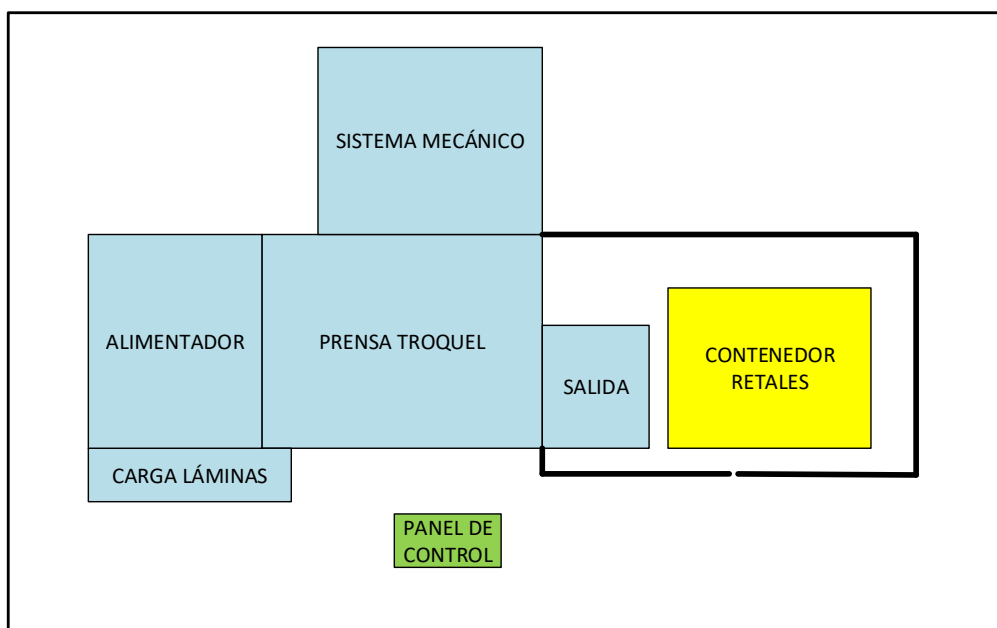 SISTEMA MECÁNICO
ALIMENTADOR
PRENSA TROQUEL
SALIDA
CONTENEDOR
RETALES
CARGA LÁMINAS
PANEL DE
CONTROL